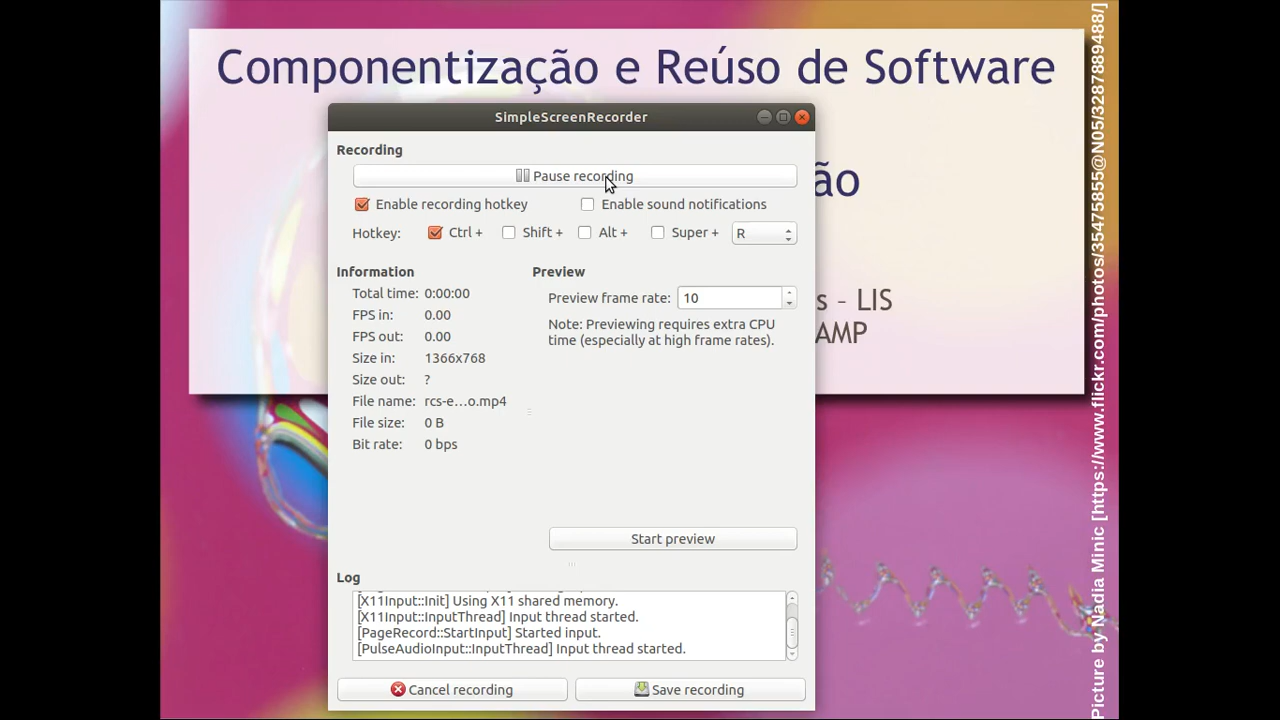 Componentização e Reúso de Software
SimpleScreenRecorder
Recording
Pause recording
ão
Enable recording hotkey
Enable sound notifications
Hotkey: Ctrl + Shift + Alt + Super + R
Information
Total time: 0:00:00
FPS in: 0.00
FPS out: 0.00
Size in: 1366x768
Size out: ?
File name: rcs-e...o.mp4
File size: 0 B
Bit rate: 0 bps
Preview
Preview frame rate: 10
Note: Previewing requires extra CPU
time (especially at high frame rates).
s - LIS
AMP
Start preview
Log
[X11Input::Init] Using X11 shared memory.
[X11Input::InputThread] Input thread started.
[PageRecord::StartInput] Started input.
[PulseAudioInput::InputThread] Input thread started.
Cancel recording
Save recording
Picture by Nadia Minic [https://www.flickr.com/photos/35475855@N05/3287889488/]